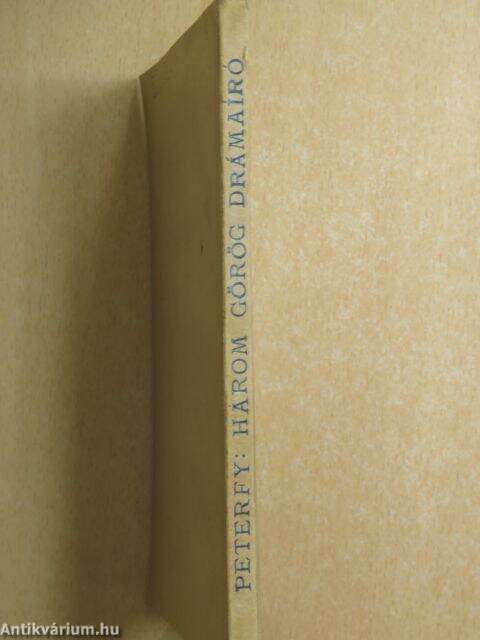 PETERFY: HÁROM GÖRÖG DRÁMAÍRÓ
Antikvárium.hu